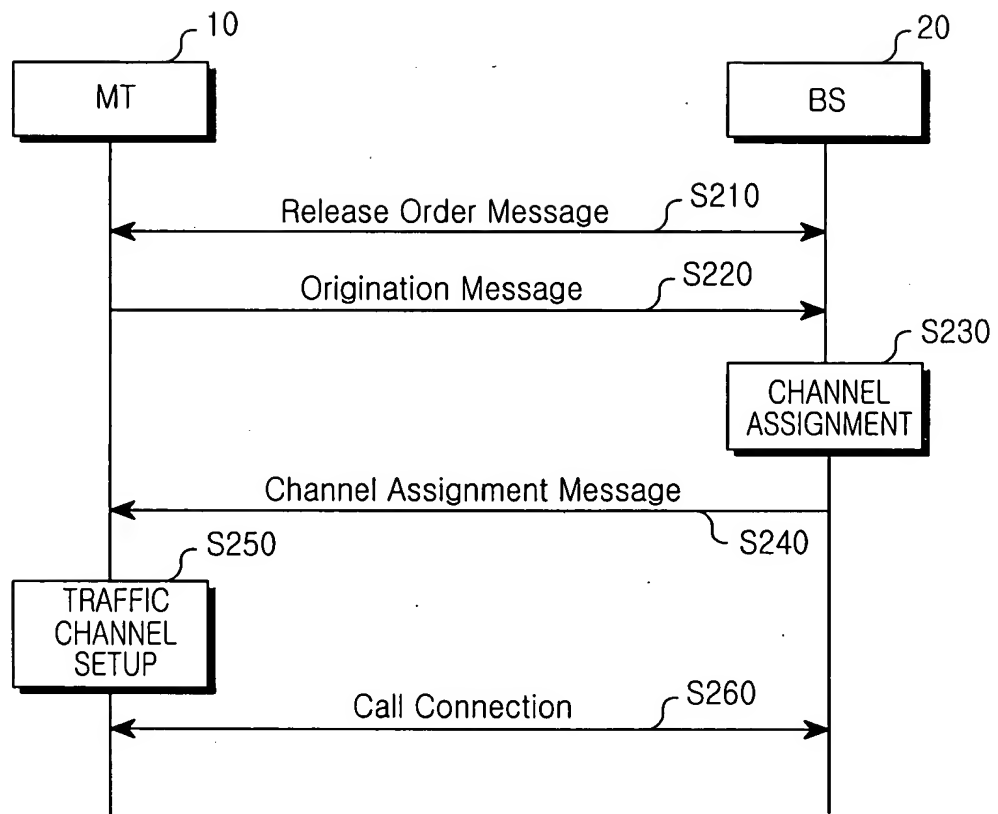 10
20
MT
BS
S210
Release Order Message
S220
Origination Message
S230
CHANNEL
ASSIGNMENT
Channel Assignment Message
S240
S250
TRAFFIC
CHANNEL
SETUP
S260
Call Connection